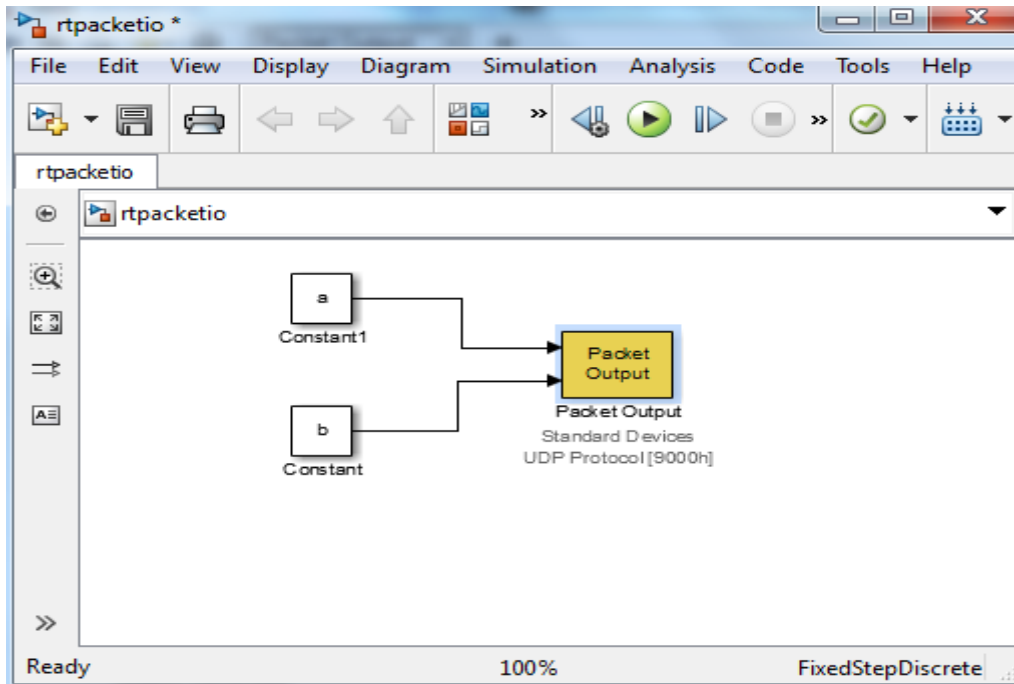 rtpacketio *
File Edit View Display Diagram Simulation Analysis Code Tools Help
rtpacketio
rtpacketio
a
Constant1
Packet
Output
Packet Output
Standard Devices
UDP Protocol [9000h]
b
Constant
Ready 100% FixedStepDiscrete